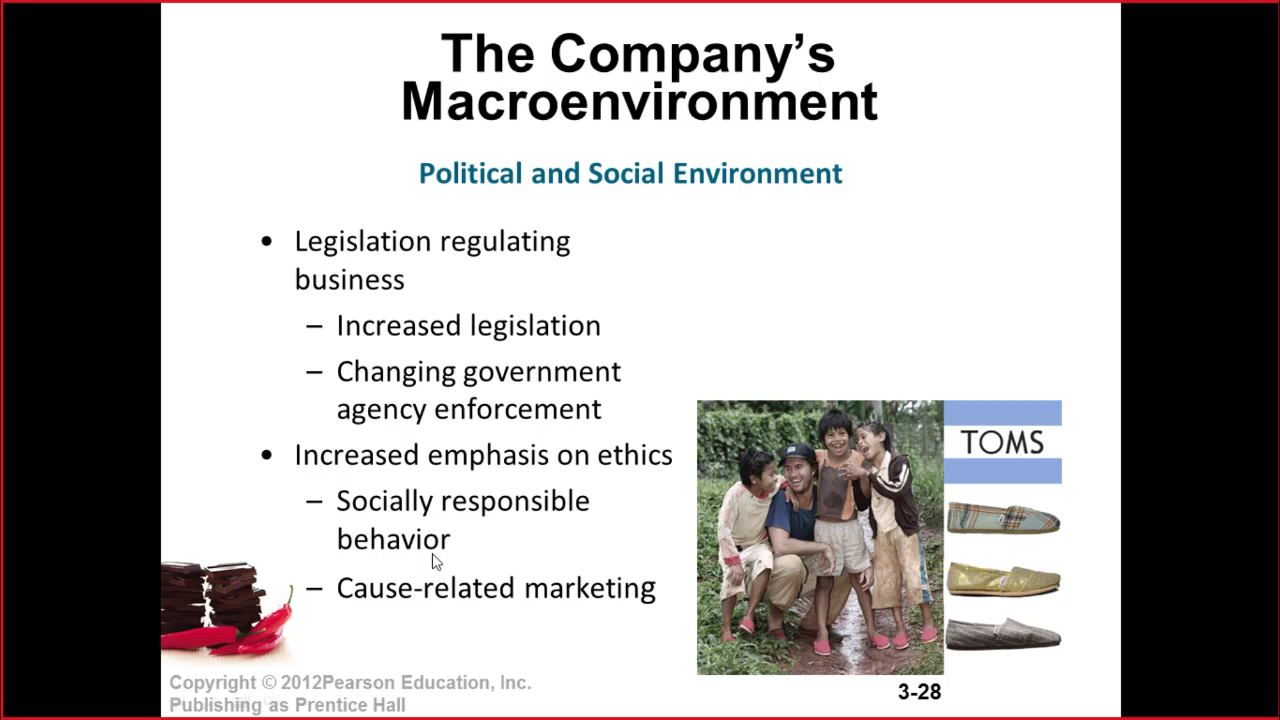 The Company’s
Macroenvironment
Political and Social Environment
• Legislation regulating
business
– Increased legislation
– Changing government
agency enforcement
• Increased emphasis on ethics
– Socially responsible
behavior
– Cause-related marketing
TOMS
Copyright © 2012Pearson Education, Inc.
Publishing as Prentice Hall
3-28